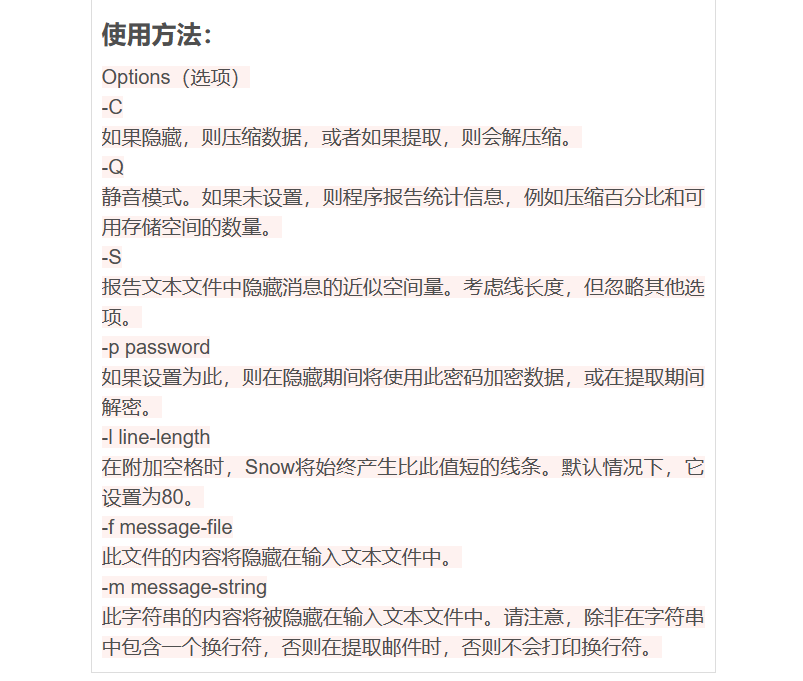 使用方法：
Options（选项）
-C
如果隐藏，则压缩数据，或者如果提取，则会解压缩。
-Q
静音模式。如果未设置，则程序报告统计信息，例如压缩百分比和可
用存储空间的数量。
-S
报告文本文件中隐藏消息的近似空间量。考虑线长度，但忽略其他选
项。
-p password
如果设置为此，则在隐藏期间将使用此密码加密数据，或在提取期间
解密。
-l line-length
在附加空格时，Snow将始终产生比此值短的线条。默认情况下，它
设置为80。
-f message-file
此文件的内容将隐藏在输入文本文件中。
-m message-string
此字符串的内容将被隐藏在输入文本文件中。请注意，除非在字符串
中包含一个换行符，否则在提取邮件时，否则不会打印换行符。